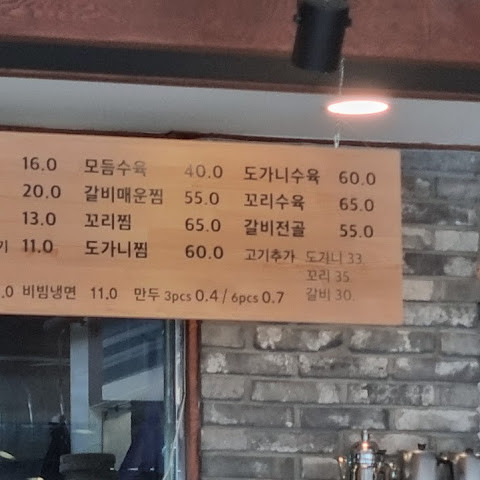 16.0 모듬수육 40.0 도가니수육 60.0
20.0 갈비매운찜 55.0 꼬리수육 65.0
13.0 꼬리찜 65.0 갈비전골 55.0
기 11.0 도가니찜 60.0 고기추가 도가니 33.
꼬리 35.
.0 비빔냉면 11.0 만두 3pcs 0.4 / 6pcs 0.7 갈비 30.